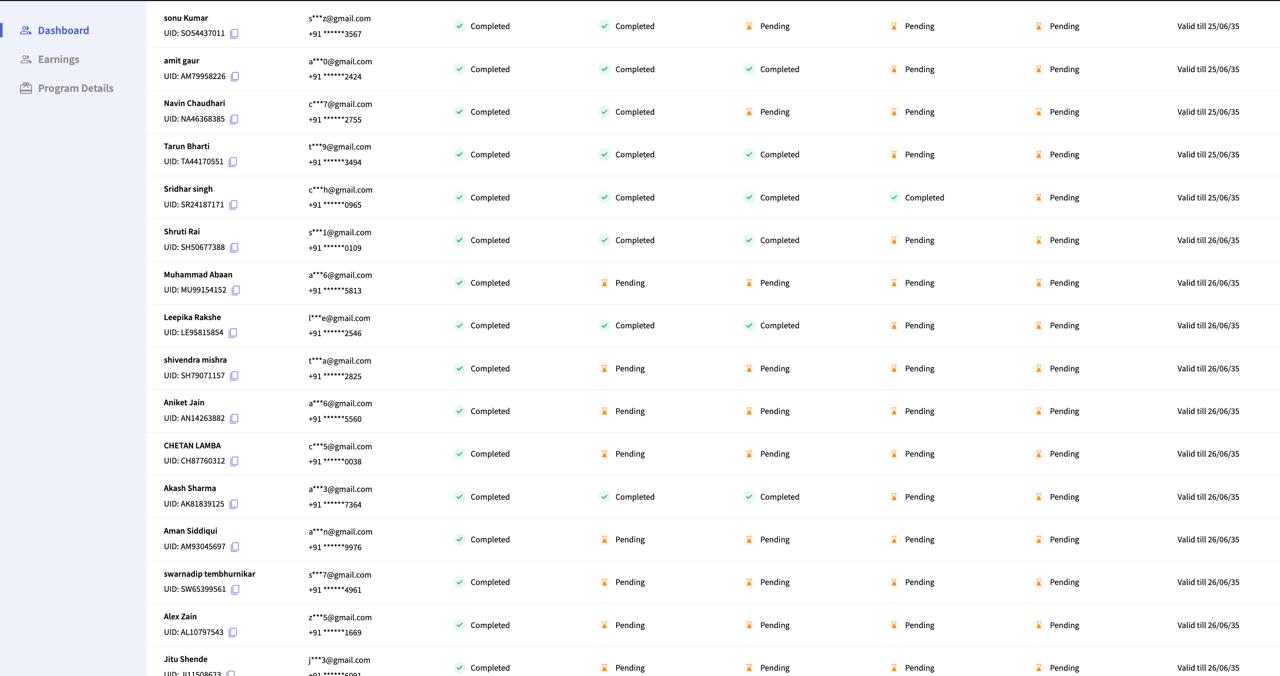 Dashboard
Earnings
Program Details
sonu Kumar
UID: SO54437011
s***z@gmail.com
+91 ******3567
Completed Completed Pending Pending Pending Valid till 25/06/35
amit gaur
UID: AM79958226
a***0@gmail.com
+91 ******2424
Completed Completed Completed Pending Pending Valid till 25/06/35
Navin Chaudhari
UID: NA46368385
c***7@gmail.com
+91 ******2755
Completed Completed Pending Pending Pending Valid till 25/06/35
Tarun Bharti
UID: TA44170551
t***9@gmail.com
+91 ******3494
Completed Completed Completed Pending Pending Valid till 25/06/35
Sridhar singh
UID: SR24187171
c***h@gmail.com
+91 ******0965
Completed Completed Completed Completed Pending Valid till 25/06/35
Shruti Rai
UID: SH50677388
s***1@gmail.com
+91 ******0109
Completed Completed Completed Pending Pending Valid till 26/06/35
Muhammad Abaan
UID: MU99154152
a***6@gmail.com
+91 ******5813
Completed Pending Pending Pending Pending Valid till 26/06/35
Leepika Rakshe
UID: LE95815854
l***e@gmail.com
+91 ******2546
Completed Completed Completed Pending Pending Valid till 26/06/35
shivendra mishra
UID: SH79071157
t***a@gmail.com
+91 ******2825
Completed Pending Pending Pending Pending Valid till 26/06/35
Aniket Jain
UID: AN14263882
a***6@gmail.com
+91 ******5560
Completed Pending Pending Pending Pending Valid till 26/06/35
CHETAN LAMBA
UID: CH87760312
c***5@gmail.com
+91 ******0038
Completed Pending Pending Pending Pending Valid till 26/06/35
Akash Sharma
UID: AK81839125
a***3@gmail.com
+91 ******7364
Completed Completed Completed Pending Pending Valid till 26/06/35
Aman Siddiqui
UID: AM93045697
a***n@gmail.com
+91 ******9976
Completed Pending Pending Pending Pending Valid till 26/06/35
swarnadip tembhurnikar
UID: SW65399561
s***7@gmail.com
+91 ******4961
Completed Pending Pending Pending Pending Valid till 26/06/35
Alex Zain
UID: AL10797543
z***5@gmail.com
+91 ******1669
Completed Pending Pending Pending Pending Valid till 26/06/35
Jitu Shende
UID:
j***3@gmail.com
+91
Completed Pending Pending Pending Pending Valid till 26/06/35